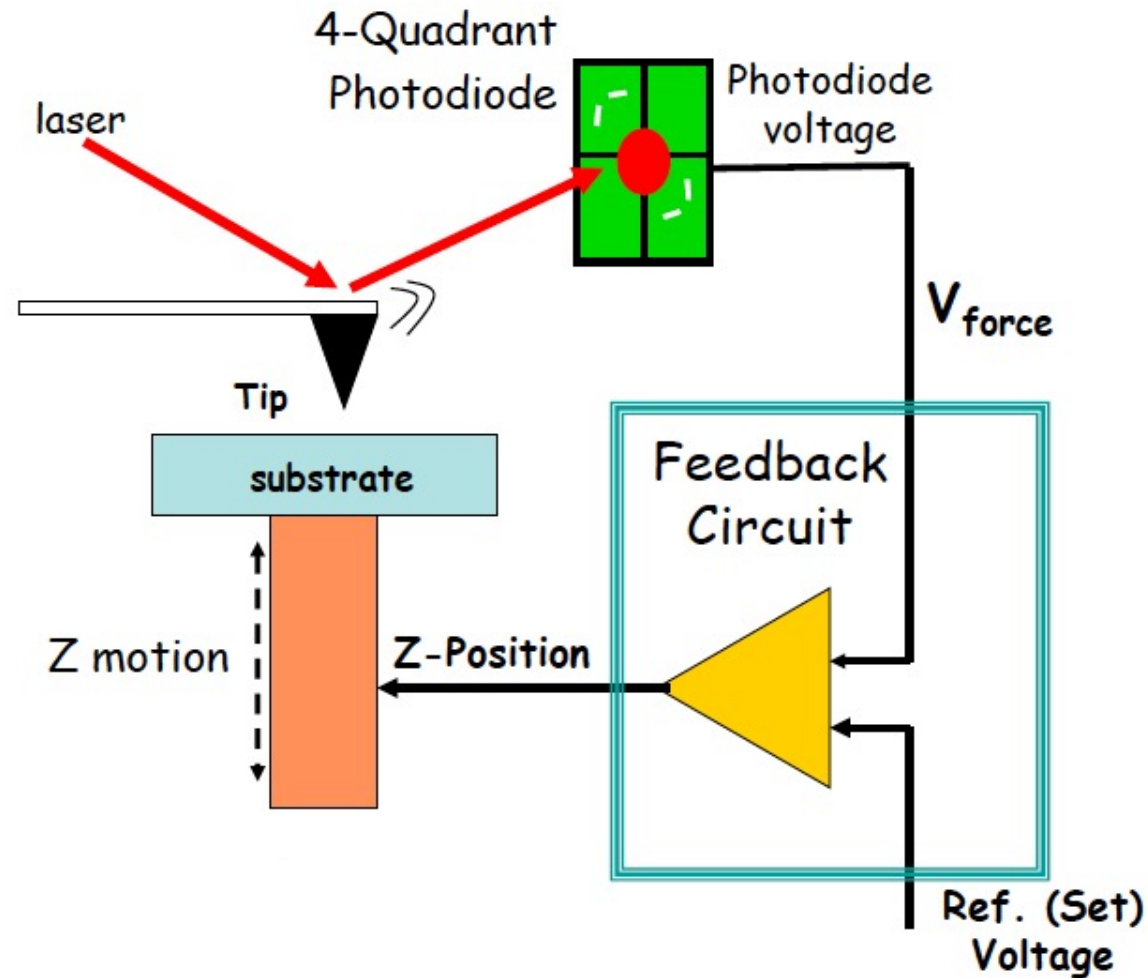 4-Quadrant
Photodiode
laser
Photodiode
voltage
V force
Tip
substrate
Feedback
Circuit
Z motion
Z-Position
Ref. (Set)
Voltage